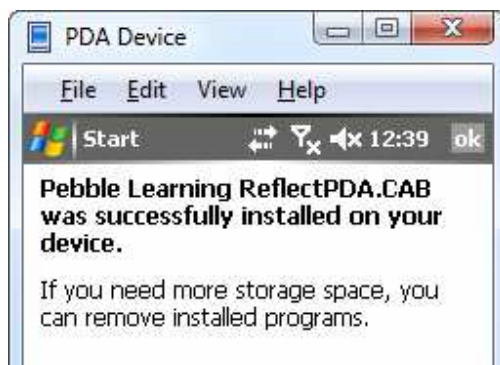 PDA Device
File Edit View Help
Start 12:39 ok
Pebble Learning ReflectPDA.CAB
was successfully installed on your
device.
If you need more storage space, you
can remove installed programs.